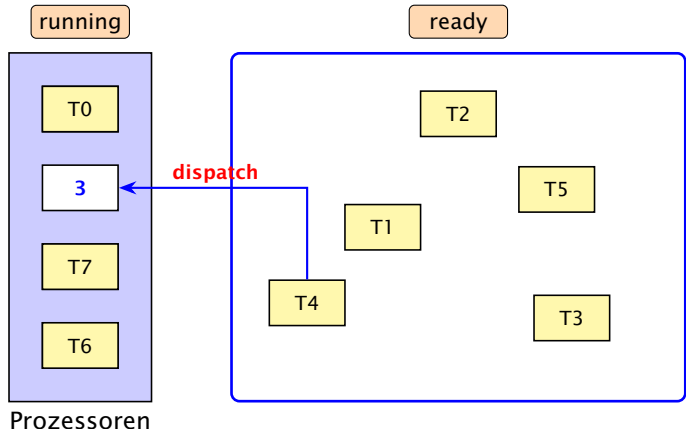 running
ready
T0
T2
dispatch
3
T5
T1
T7
T4
T3
T6
Prozessoren